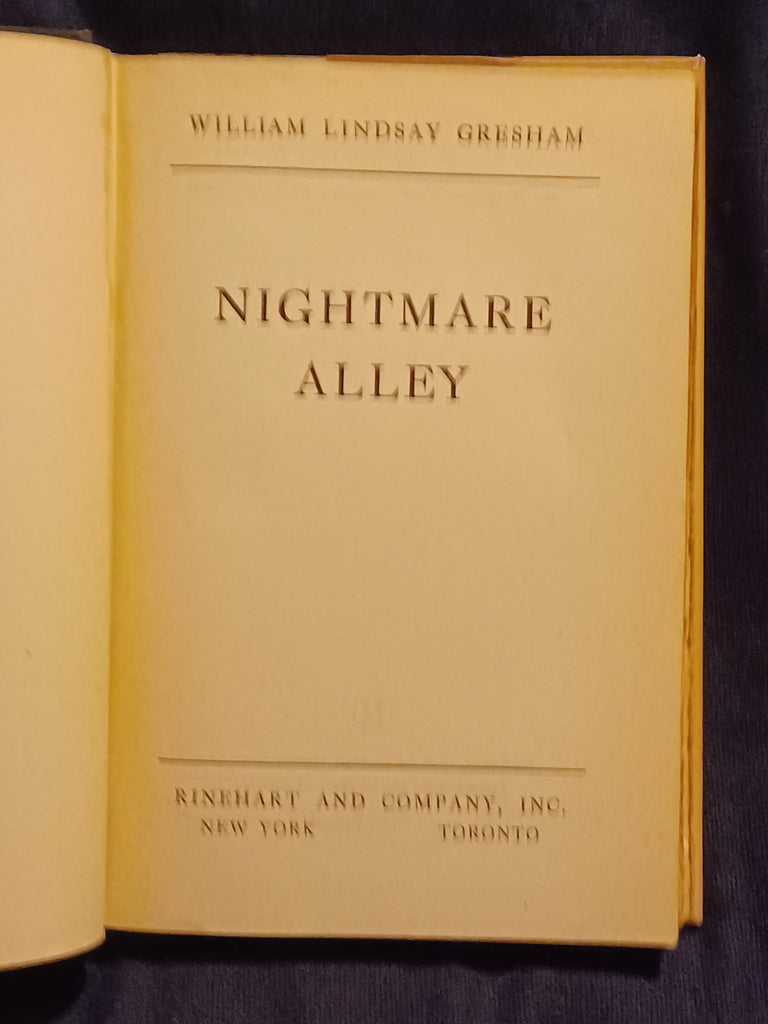 WILLIAM LINDSAY GRESHAM
NIGHTMARE
ALLEY
RINEHART AND COMPANY, INC.
NEW YORK TORONTO